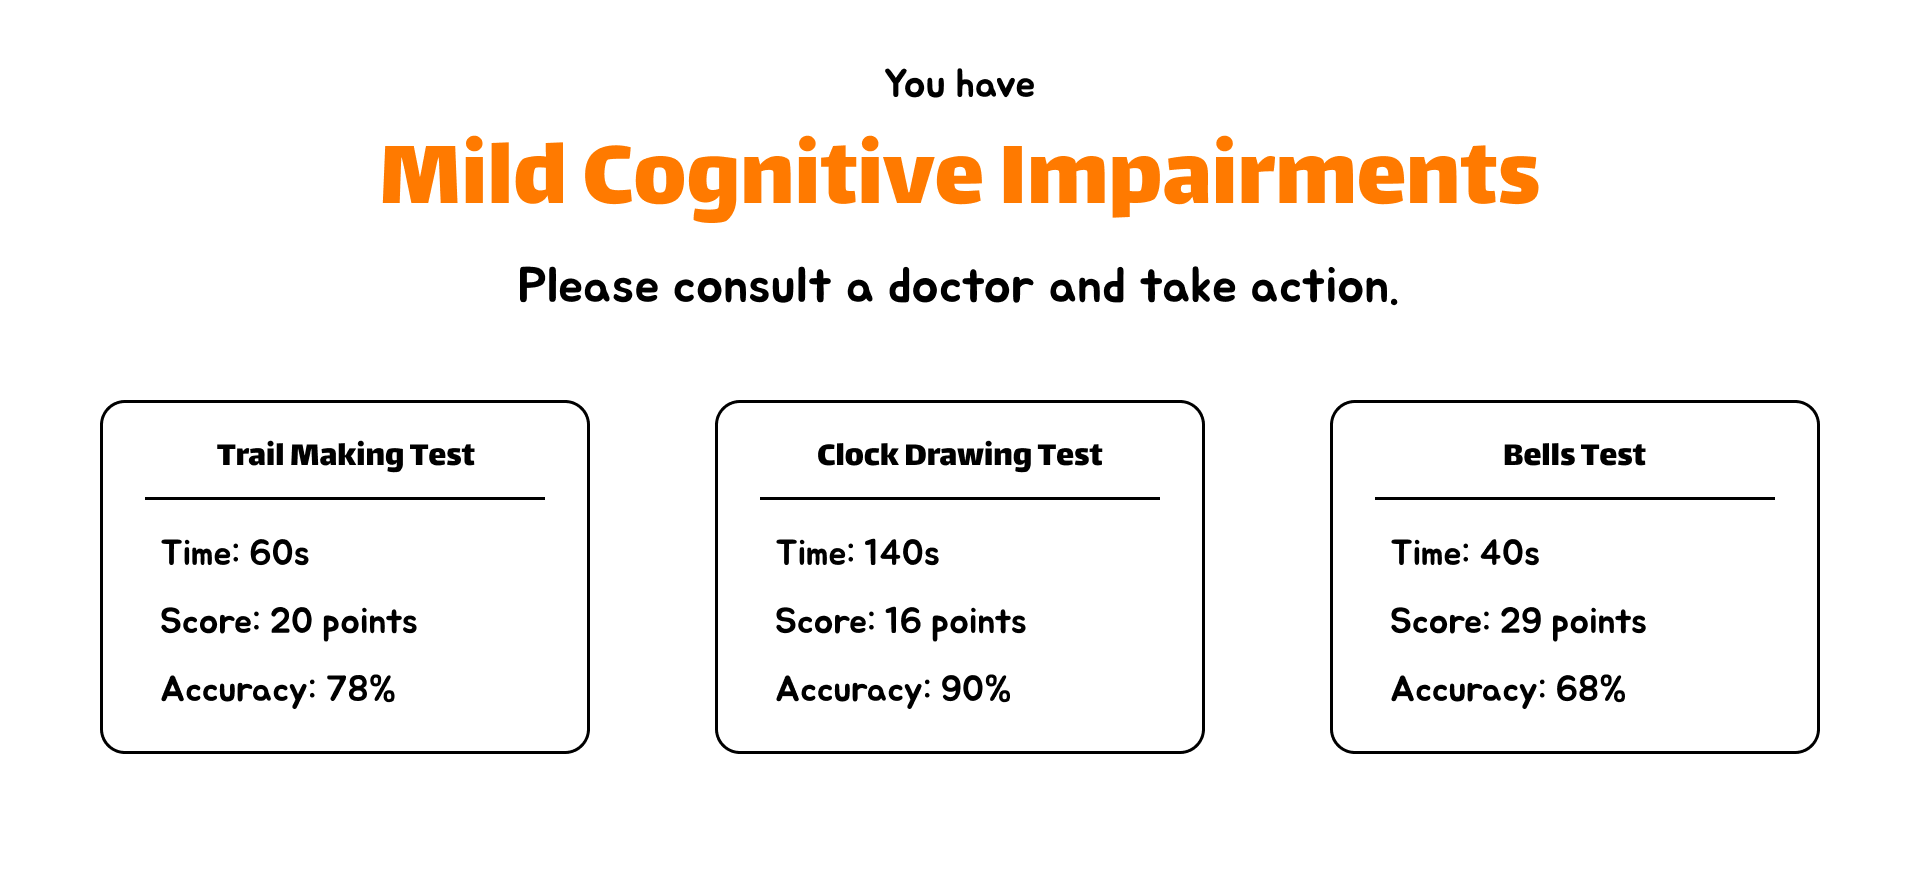 You have
Mild Cognitive Impairments
Please consult a doctor and take action.
Trail Making Test
Time: 60s
Score: 20 points
Accuracy: 78%
Clock Drawing Test
Time: 140s
Score: 16 points
Accuracy: 90%
Bells Test
Time: 40s
Score: 29 points
Accuracy: 68%